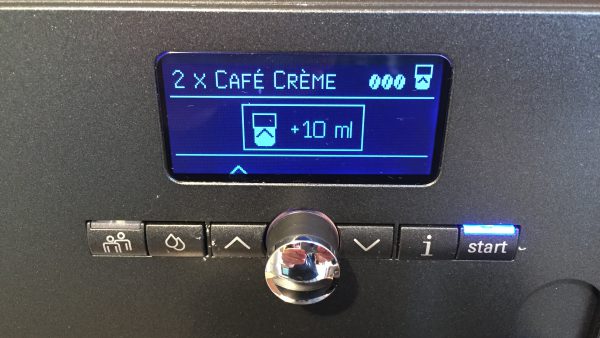 2 x CAFÉ CRÈME
+10 ml
i
start